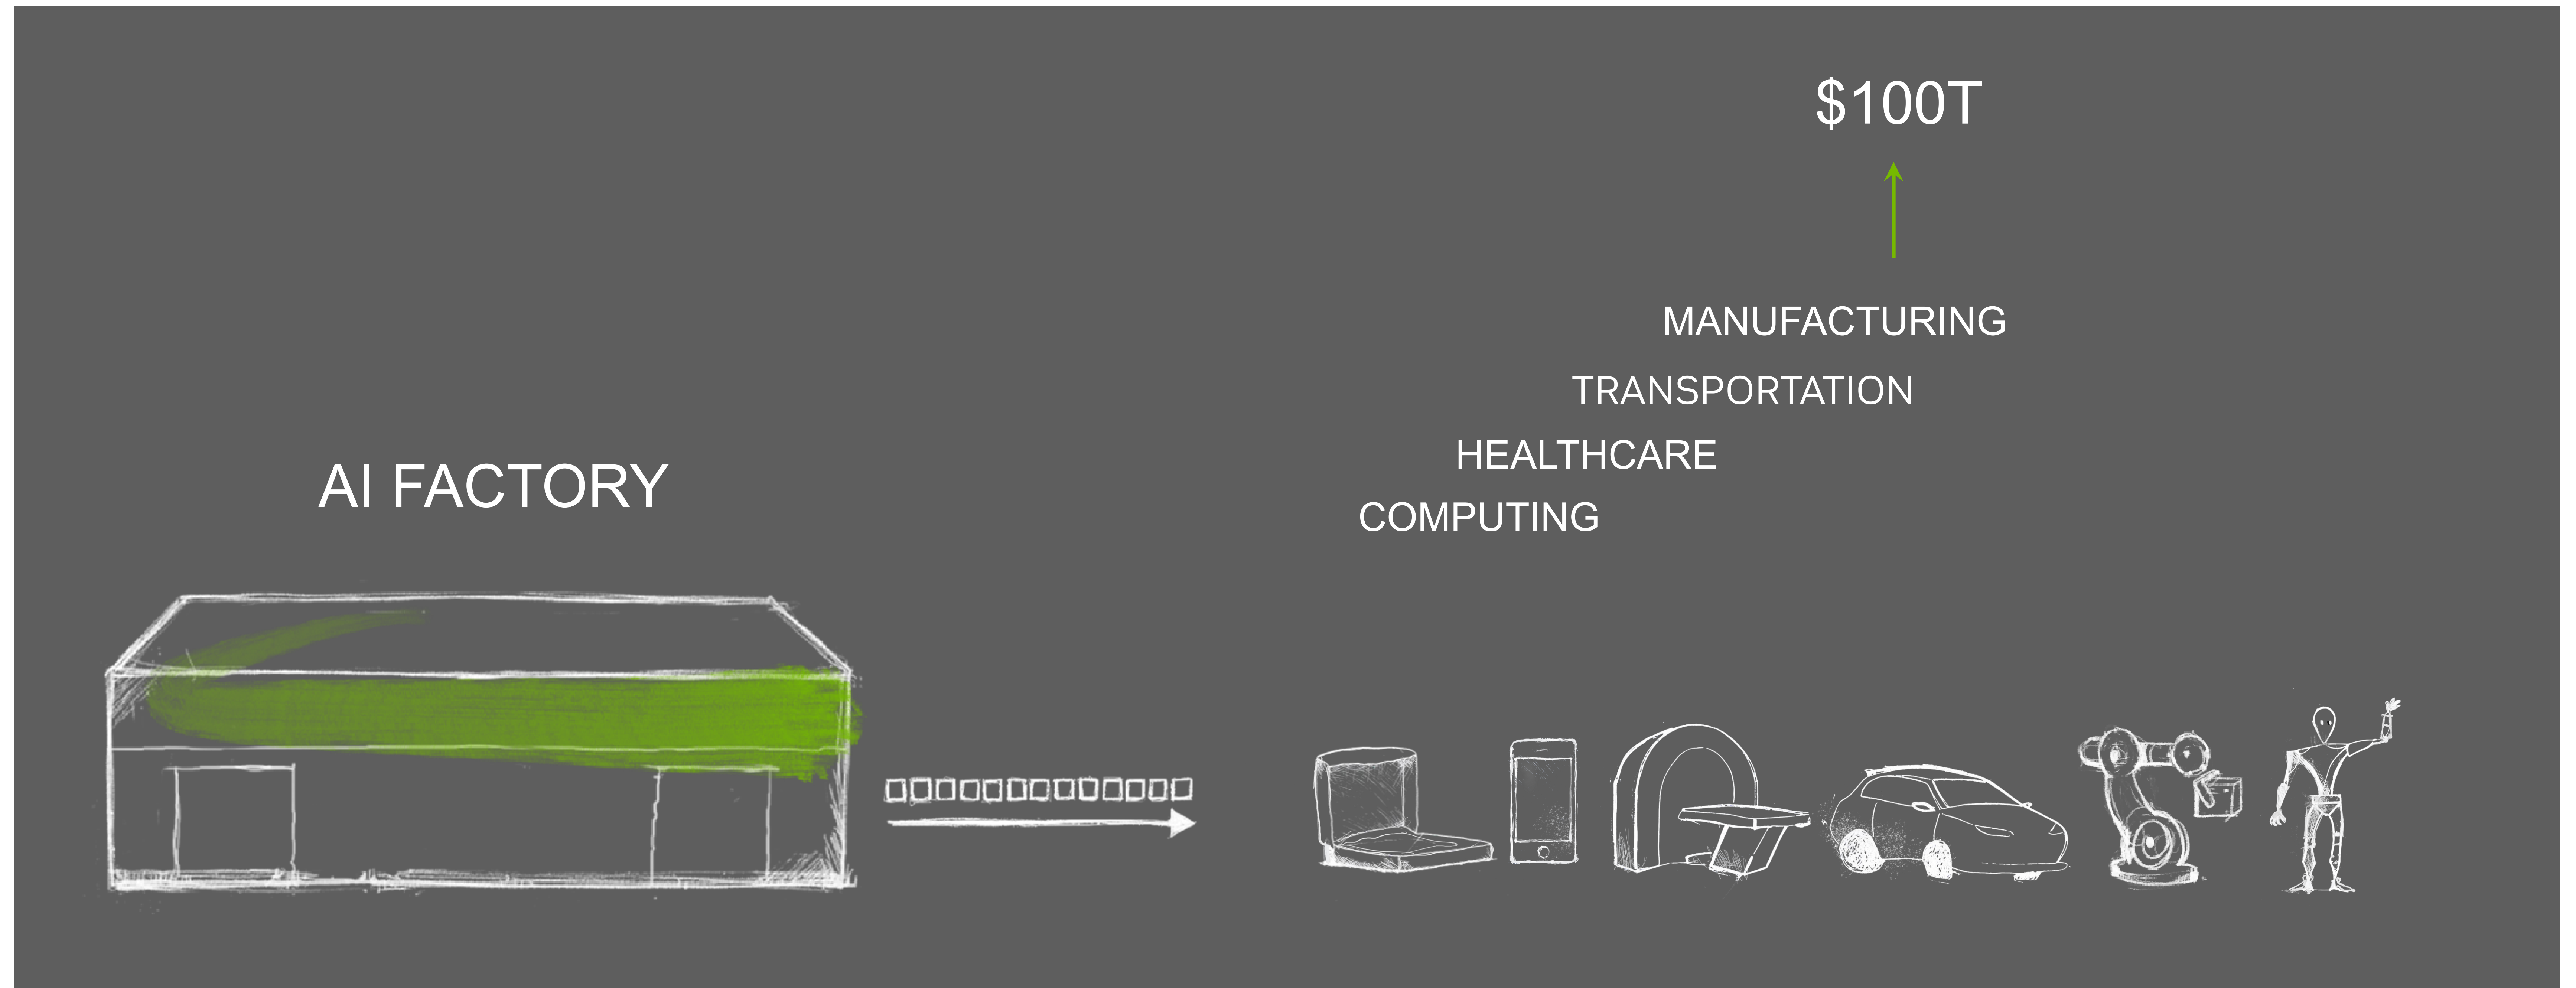 $100T
MANUFACTURING
TRANSPORTATION
HEALTHCARE
AI FACTORY
COMPUTING